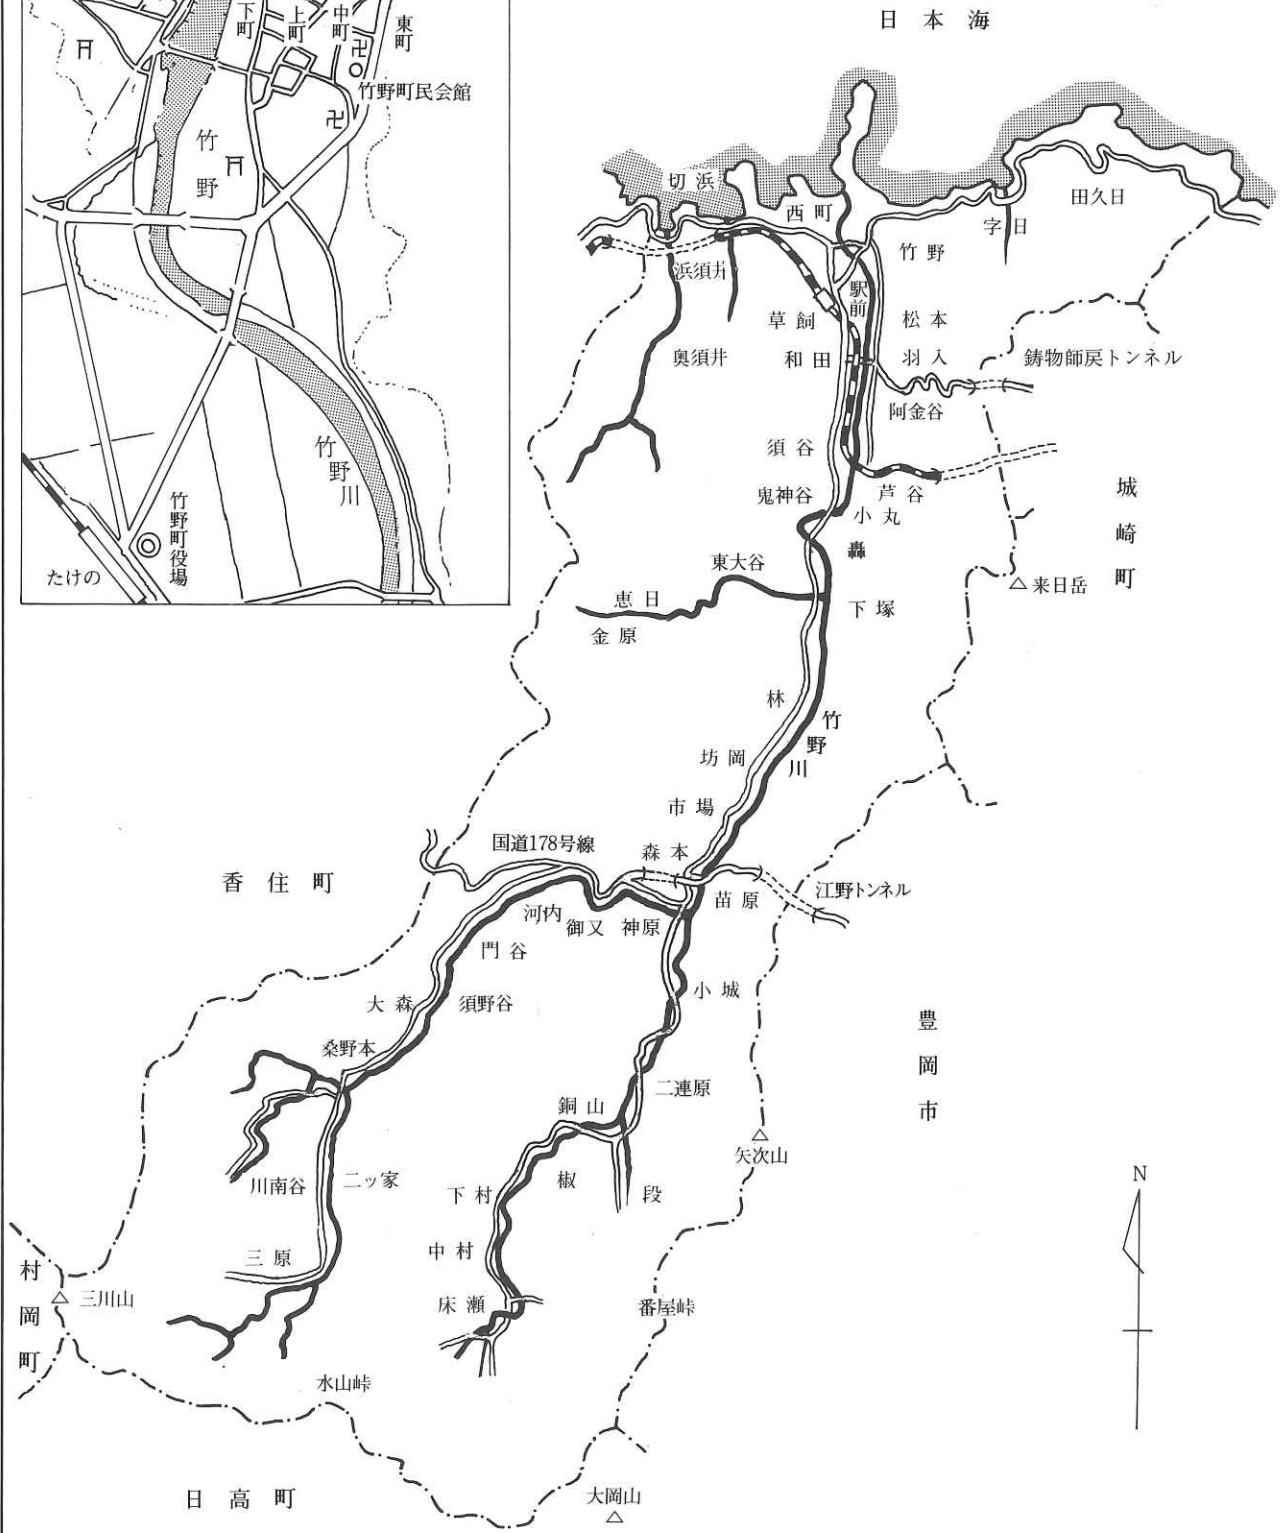 日本海
下町
上町
中町
東町
竹野町民会館
竹野
竹野川
竹野町役場
たけの
切浜
西町
田久日
宇日
竹野
浜須井
駅前
草飼
松本
奥須井
和田
羽入
鋳物師戻トンネル
阿金谷
須谷
鬼神谷
芦谷
小丸
城崎町
轟
東大谷
来日岳
恵日
下塚
金原
林
竹野川
坊岡
市場
国道178号線
森本
香住町
苗原
江野トンネル
河内
御又
神原
門谷
小城
大森
須野谷
豊岡市
桑野本
二連原
銅山
矢次山
川南谷
二ッ家
下村
椒
段
中村
三原
N
村岡町
三川山
床瀬
番屋峠
水山峠
日高町
大岡山